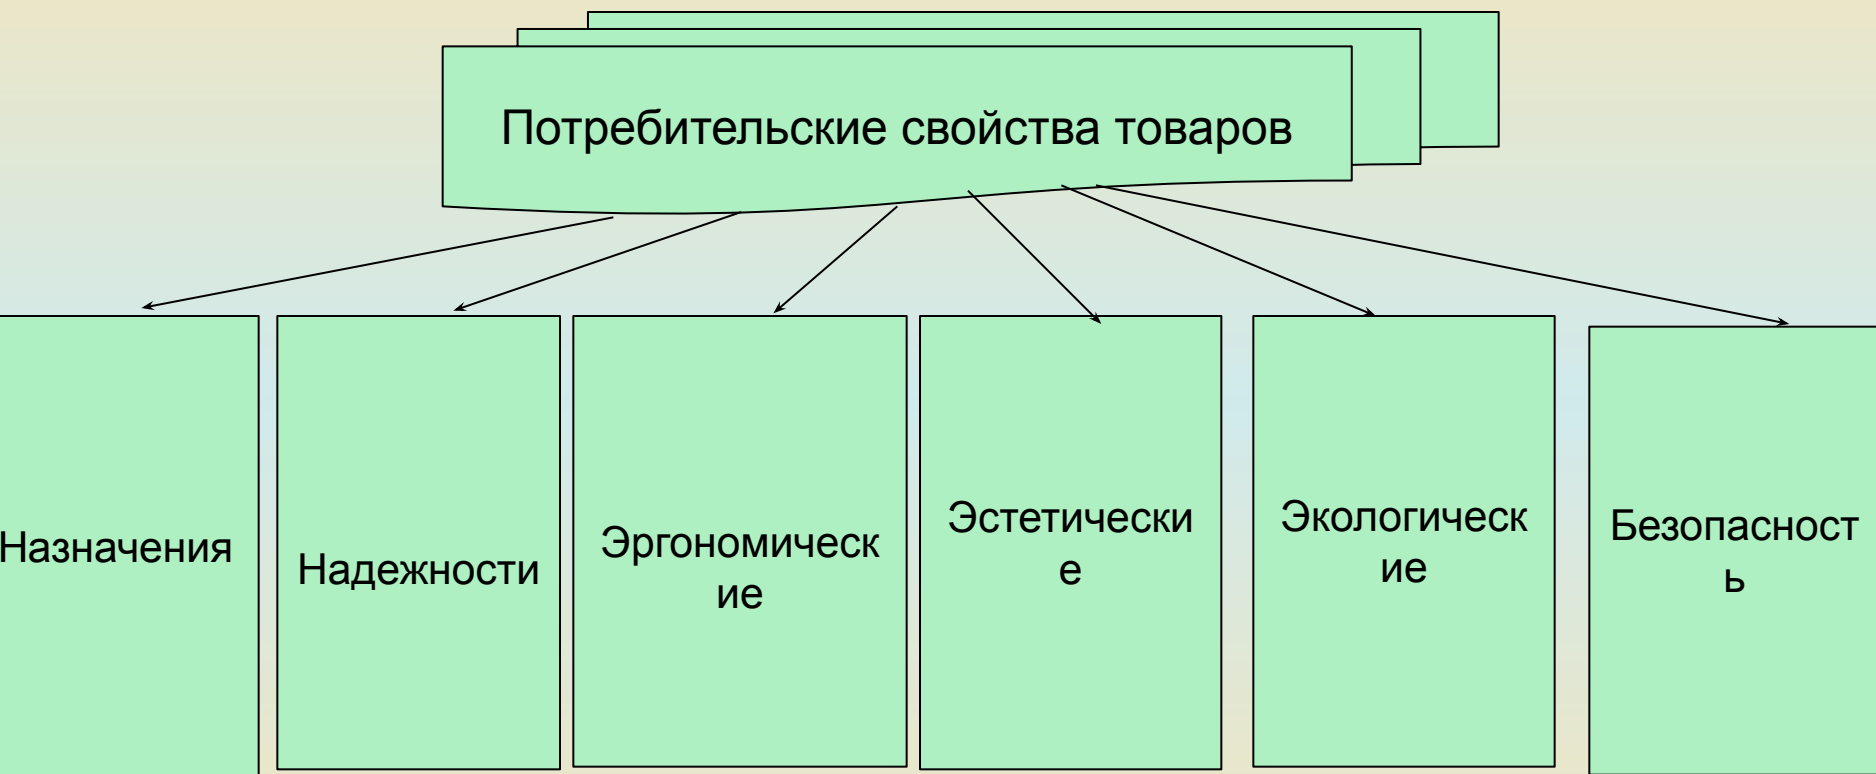 Потребительские свойства товаров
Назначения
Надежности
Эргономическ
ие
Эстетически
е
Экологическ
ие
Безопасност
ь